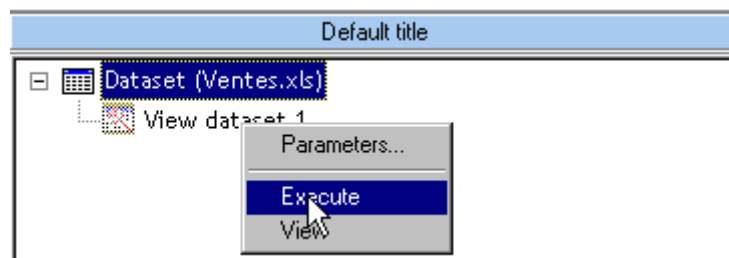 Default title
Dataset (Ventes.xls)
View dataset 1
Parameters...
Execute
View